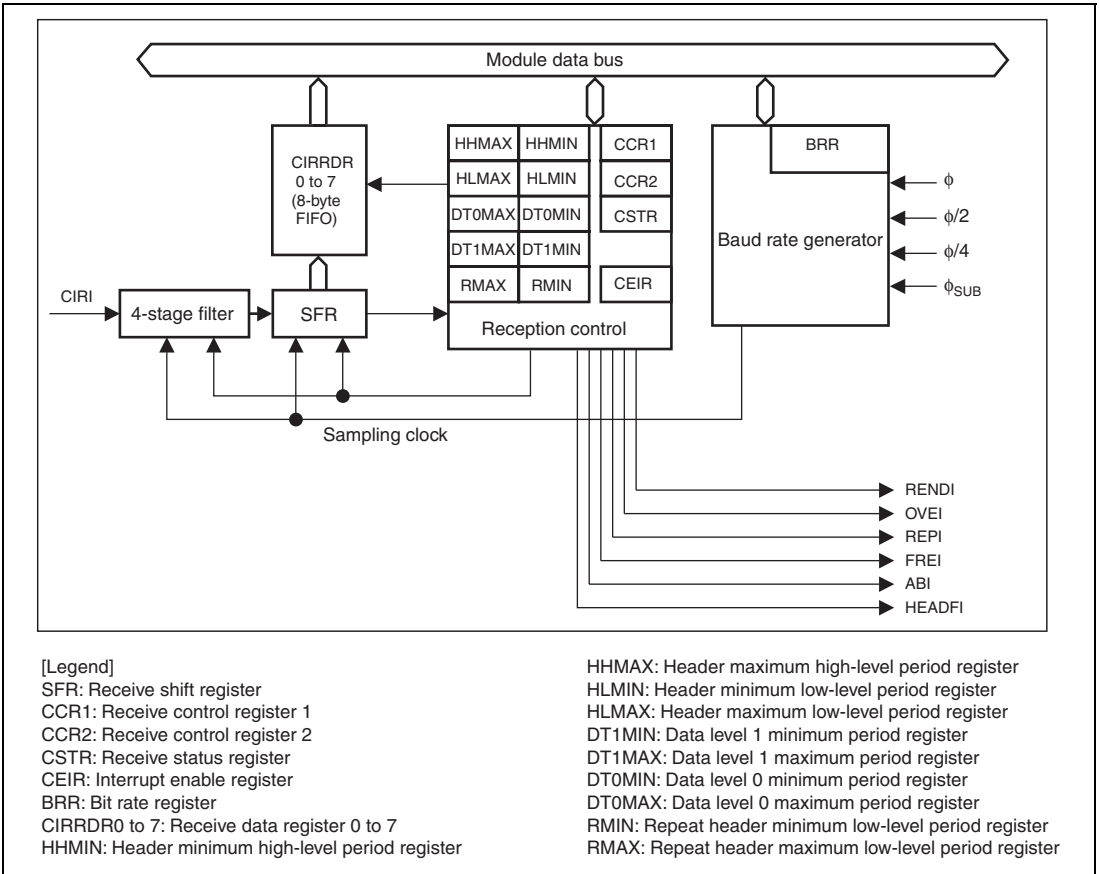 Module data bus
CIRRDR
0 to 7
(8-byte
FIFO)
HHMAX HHMIN CCR1
HLMAX HLMIN CCR2
DT0MAX DT0MIN CSTR
DT1MAX DT1MIN
RMAX RMIN CEIR
Reception control
BRR
Baud rate generator
ϕ
ϕ/2
ϕ/4
ϕSUB
CIRI
4-stage filter
SFR
Sampling clock
RENDI
OVEI
REPI
FREI
ABI
HEADFI
[Legend]
SFR: Receive shift register
CCR1: Receive control register 1
CCR2: Receive control register 2
CSTR: Receive status register
CEIR: Interrupt enable register
BRR: Bit rate register
CIRRDR0 to 7: Receive data register 0 to 7
HHMIN: Header minimum high-level period register
HHMAX: Header maximum high-level period register
HLMIN: Header minimum low-level period register
HLMAX: Header maximum low-level period register
DT1MIN: Data level 1 minimum period register
DT1MAX: Data level 1 maximum period register
DT0MIN: Data level 0 minimum period register
DT0MAX: Data level 0 maximum period register
RMIN: Repeat header minimum low-level period register
RMAX: Repeat header maximum low-level period register